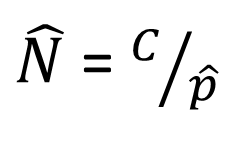 N̂ = C/p̂